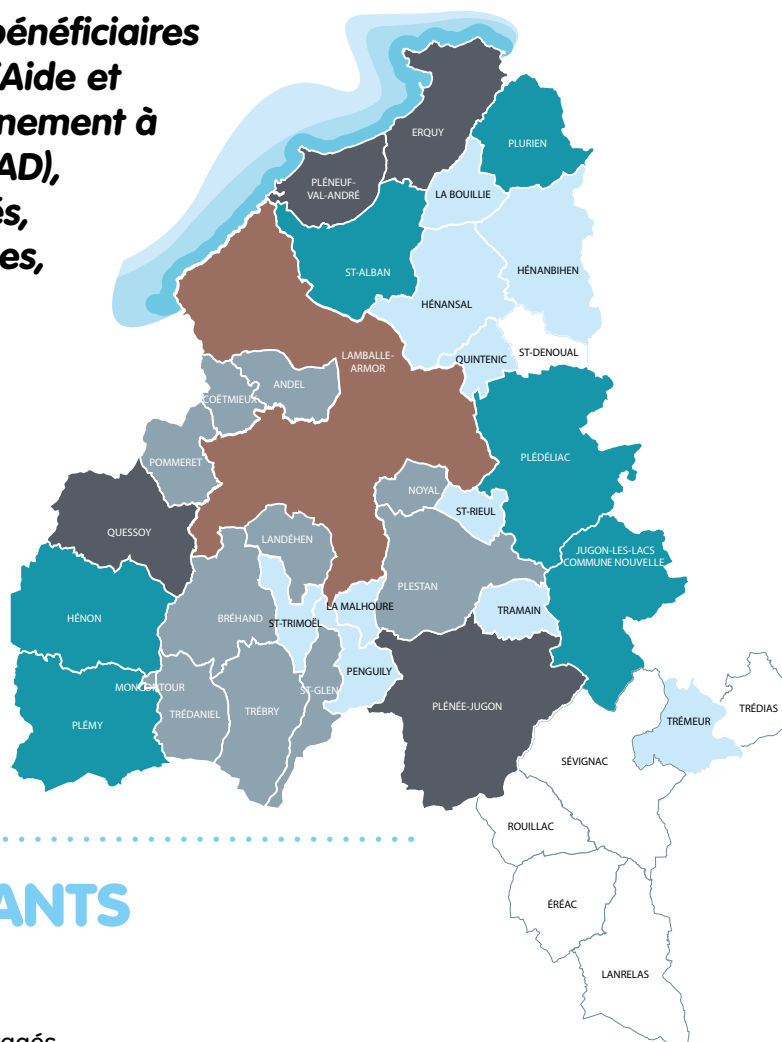 bénéficiaires
'Aide et
nement à
AD),
és,
es,
ERQUY
PLURIEN
PLÉNEUF-
VAL-ANDRÉ
LA BOUILLIE
ST-ALBAN
HÉNANBIHEN
HÉNANSAL
LAMBALLE-
ARMOR
QUINTENIC
ST-DENOUAL
ANDEL
COËTMIEUX
PLÉDÉLIAC
POMMERET
NOYAL
ST-RIEUL
QUESSOY
LANDÉHEN
JUGON-LES-LACS
COMMUNE NOUVELLE
PLESTAN
LA MALHOURE
TRAMAIN
HÉNON
BRÉHAND
ST-TRIMOËL
PENGUILY
MONCONTOUR
ST-GLEN
TRÉDANIEL
TRÉBRY
PLÉNÉE-JUGON
TRÉDIAS
TRÉMEUR
PLÉMY
SÉVIGNAC
ROUILLAC
ANTS
ÉRÉAC
LANRELAS